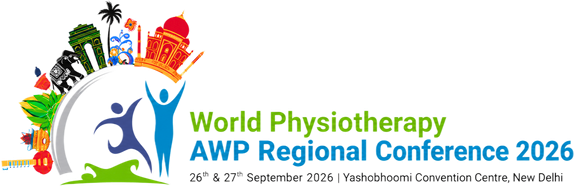 World Physiotherapy
AWP Regional Conference 2026
26th & 27th September 2026 | Yashobhoomi Convention Centre, New Delhi